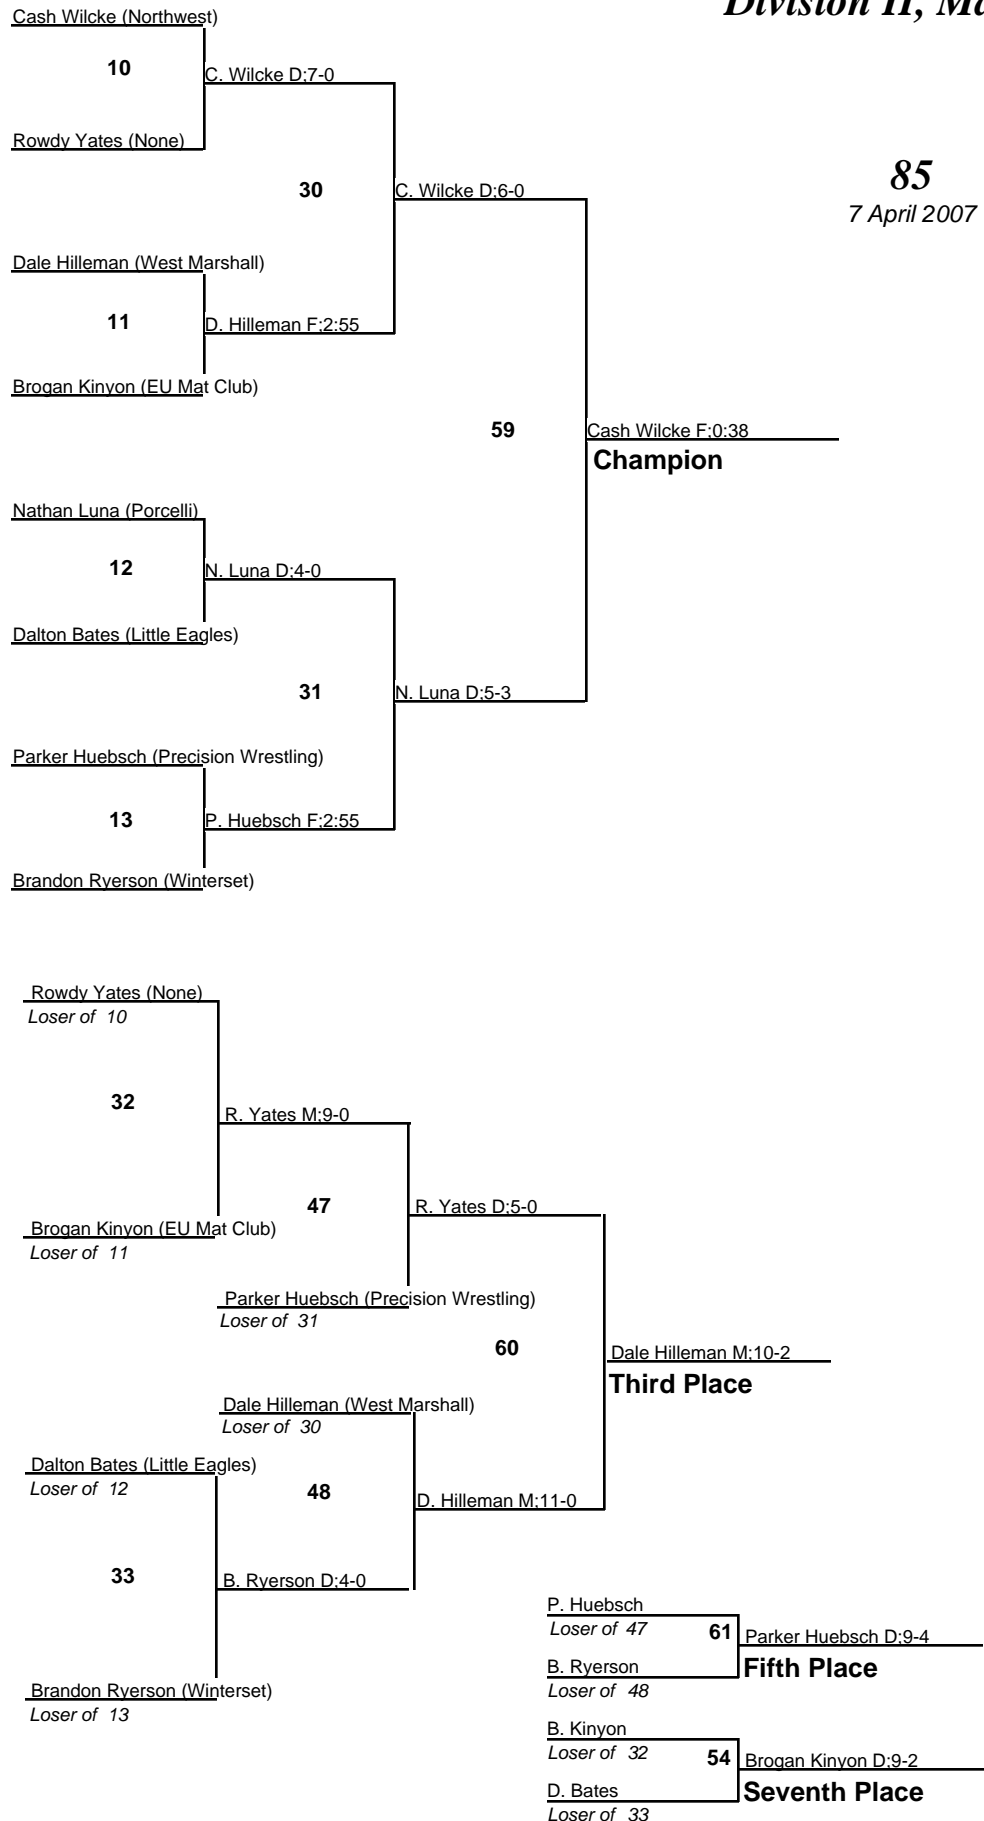 Division II, Ma
85
7 April 2007
Cash Wilcke (Northwest)
10
C. Wilcke D;7-0
Rowdy Yates (None)
30
C. Wilcke D;6-0
Dale Hilleman (West Marshall)
11
D. Hilleman F;2:55
Brogan Kinyon (EU Mat Club)
59
Cash Wilcke F;0:38
Champion
Nathan Luna (Porcelli)
12
N. Luna D;4-0
Dalton Bates (Little Eagles)
31
N. Luna D;5-3
Parker Huebsch (Precision Wrestling)
13
P. Huebsch F;2:55
Brandon Ryerson (Winterset)
Rowdy Yates (None)
Loser of 10
32
R. Yates M;9-0
47
R. Yates D;5-0
Brogan Kinyon (EU Mat Club)
Loser of 11
Parker Huebsch (Precision Wrestling)
Loser of 31
60
Dale Hilleman M;10-2
Third Place
Dale Hilleman (West Marshall)
Loser of 30
Dalton Bates (Little Eagles)
Loser of 12
48
D. Hilleman M;11-0
33
B. Ryerson D;4-0
Brandon Ryerson (Winterset)
Loser of 13
P. Huebsch
Loser of 47
61
Parker Huebsch D;9-4
Fifth Place
B. Ryerson
Loser of 48
B. Kinyon
Loser of 32
54
Brogan Kinyon D;9-2
Seventh Place
D. Bates
Loser of 33